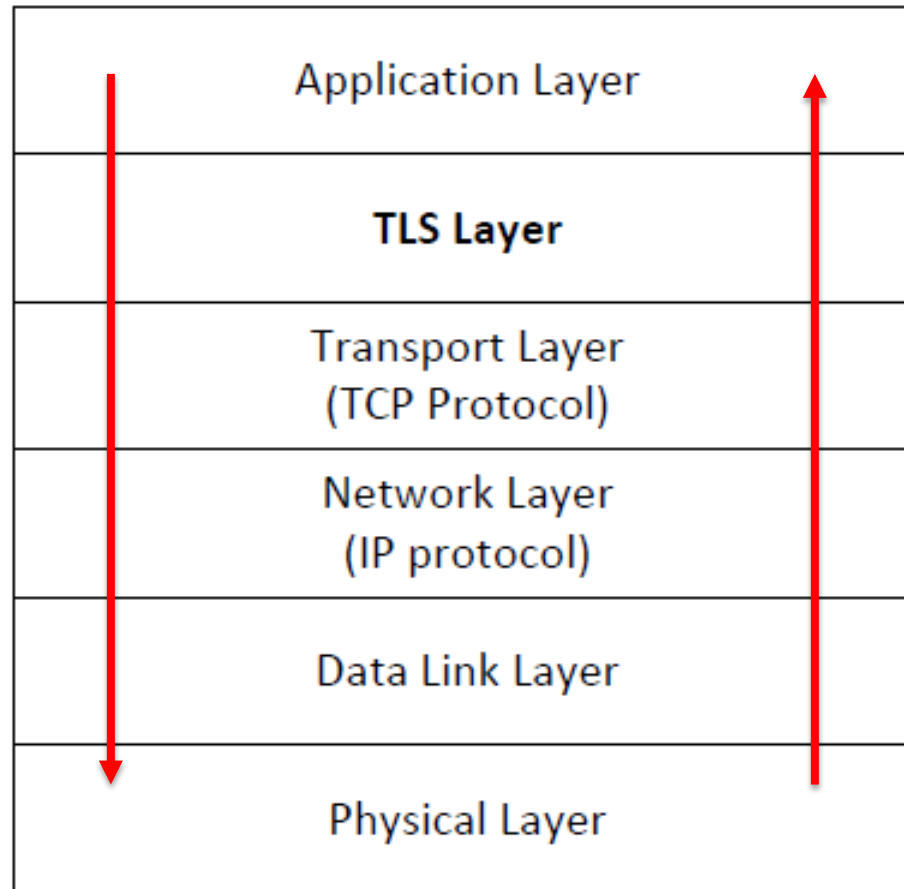 Application Layer
TLS Layer
Transport Layer
(TCP Protocol)
Network Layer
(IP protocol)
Data Link Layer
Physical Layer